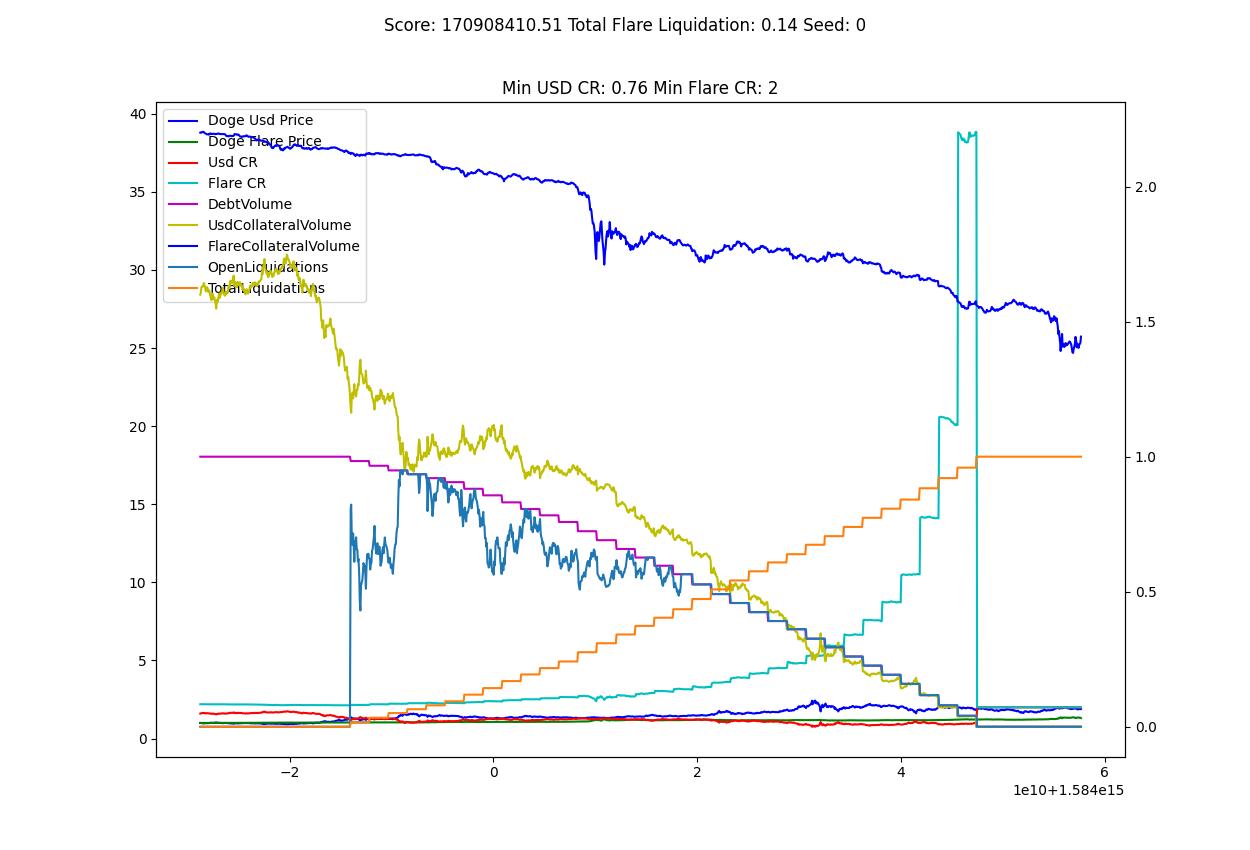 Score: 170908410.51 Total Flare Liquidation: 0.14 Seed: 0
Min USD CR: 0.76 Min Flare CR: 2
Doge Usd Price
Doge Flare Price
Usd CR
Flare CR
DebtVolume
UsdCollateralVolume
FlareCollateralVolume
OpenLiquidations
TotalLiquidations
40
35
30
25
20
15
10
5
0
2.0
1.5
1.0
0.5
0.0
−2
0
2
4
6
1e10+1.584e15